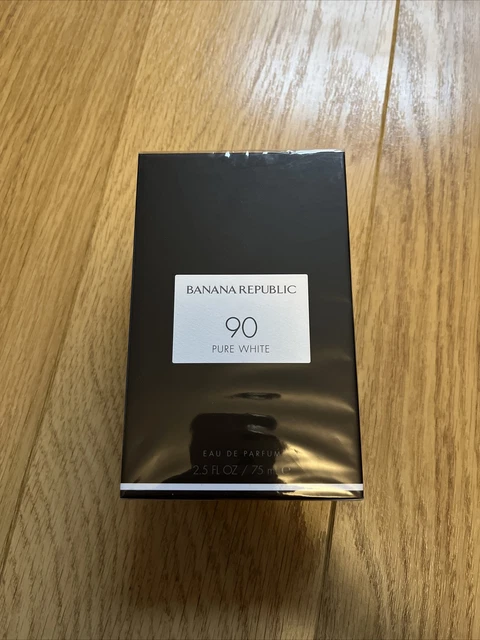 BANANA REPUBLIC
90
PURE WHITE
EAU DE PARFUM
2.5 FL OZ / 75 ml ℮